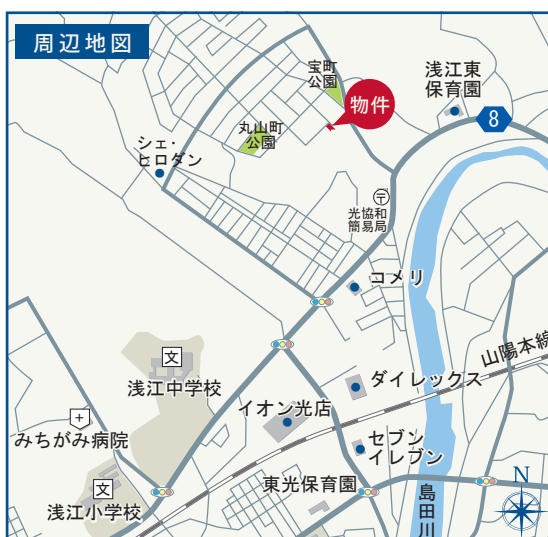 周辺地図
宝町
公園
物件
浅江東
保育園
8
丸山町
公園
シェ・
ヒロダン
〒
光協和
簡易局
コメリ
山陽本線
文
浅江中学校
ダイレックス
イオン光店
+
みちがみ病院
セブン
イレブン
文
浅江小学校
東光保育園
島田川
N